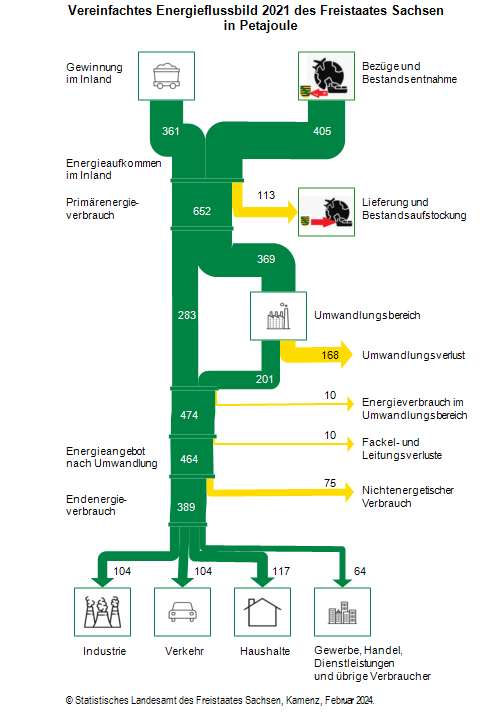 Vereinfachtes Energieflussbild 2021 des Freistaates Sachsen
in Petajoule
Gewinnung
im Inland
Bezüge und
Bestandsentnahme
361
405
Energieaufkommen
im Inland
113
Primärenergie-
verbrauch
652
Lieferung und
Bestandsaufstockung
369
283
Umwandlungsbereich
168
Umwandlungsverlust
201
10
Energieverbrauch im
Umwandlungsbereich
474
10
Fackel- und
Leitungsverluste
Energieangebot
nach Umwandlung
464
75
Nichtenergetischer
Verbrauch
Endenergie-
verbrauch
389
104
104
117
64
Industrie
Verkehr
Haushalte
Gewerbe, Handel,
Dienstleistungen
und übrige Verbraucher
© Statistisches Landesamt des Freistaates Sachsen, Kamenz, Februar 2024.